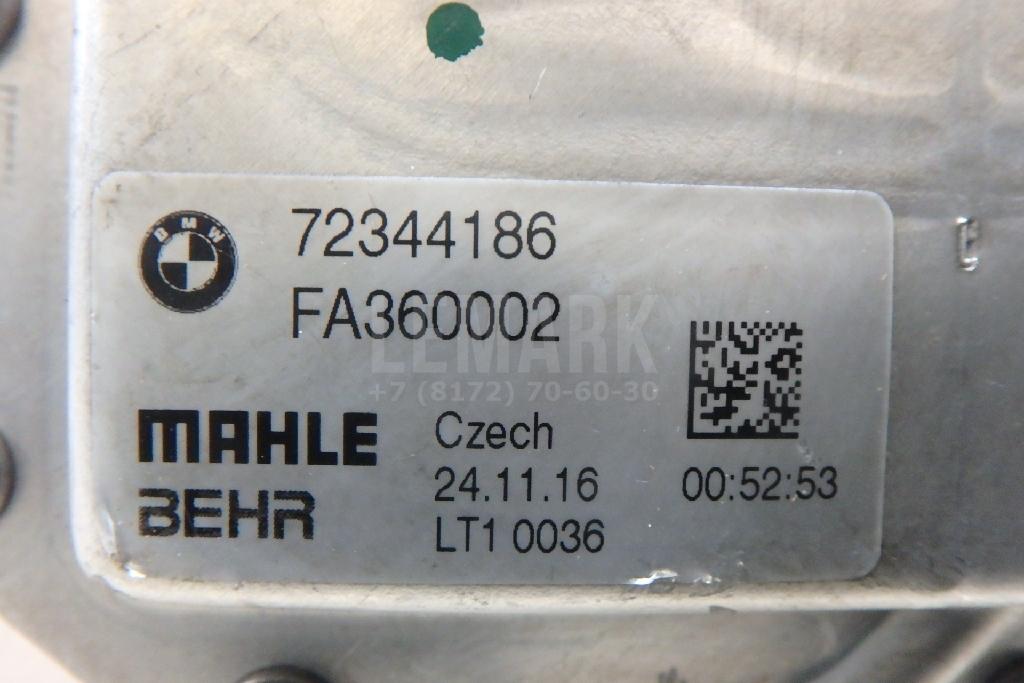 BMW
72344186
FA360002
LEMARK
+7 (8172) 70-60-30
MAHLE
BEHR
Czech
24.11.16
00:52:53
LT1 0036